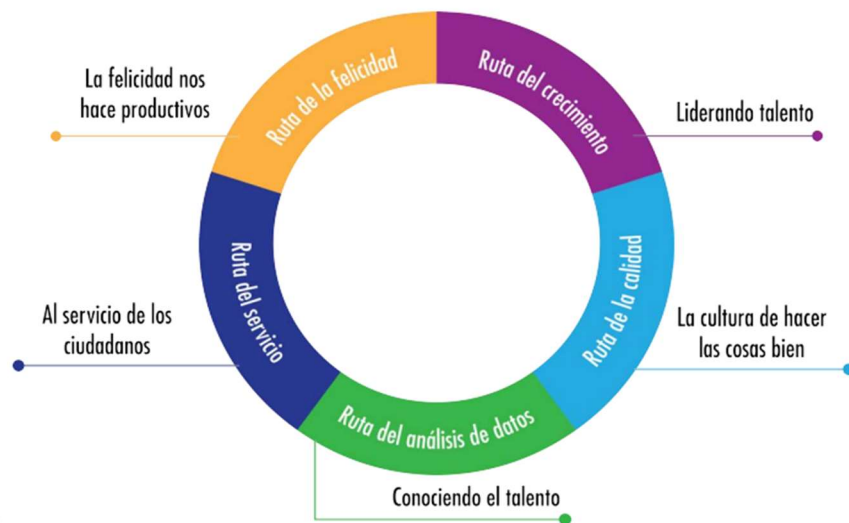 Ruta de la felicidad
La felicidad nos
hace productivos
Ruta del crecimiento
Liderando talento
Ruta de la calidad
La cultura de hacer
las cosas bien
Ruta del análisis de datos
Conociendo el talento
Ruta del servicio
Al servicio de los
ciudadanos